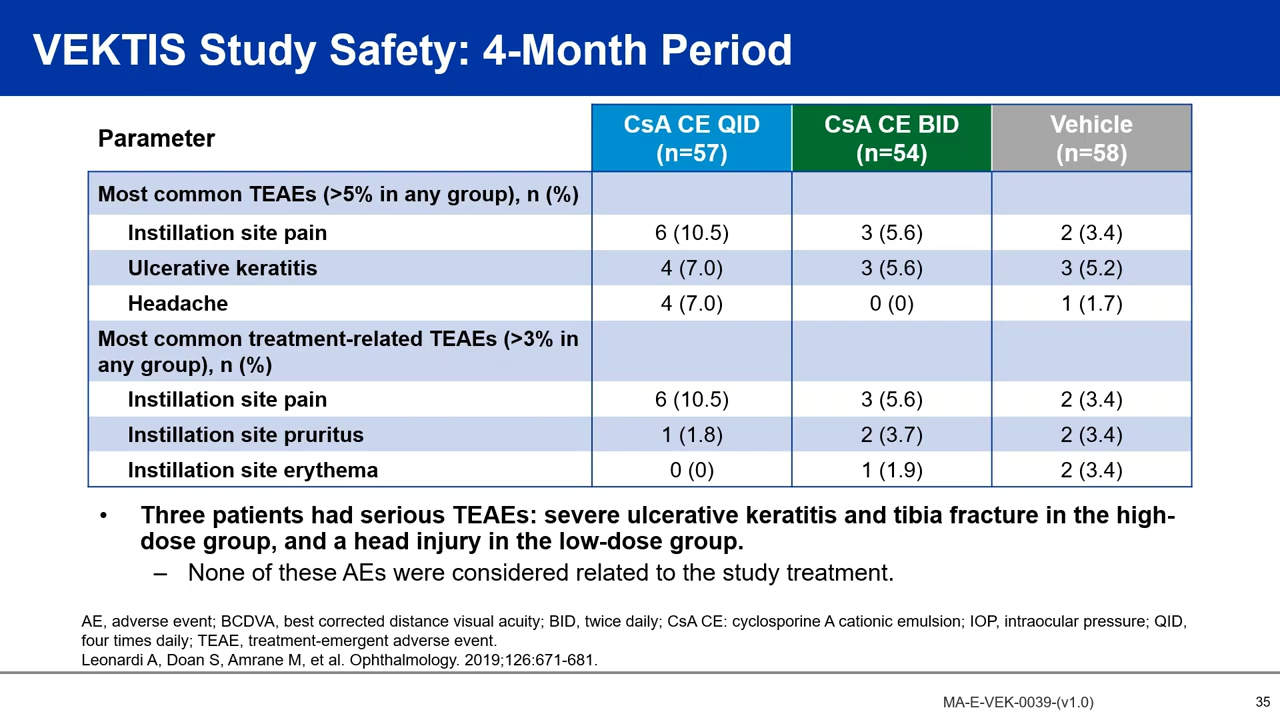 VEKTIS Study Safety: 4-Month Period
Parameter
CsA CE QID
(n=57)
CsA CE BID
(n=54)
Vehicle
(n=58)
Most common TEAEs (>5% in any group), n (%)
Instillation site pain 6 (10.5) 3 (5.6) 2 (3.4)
Ulcerative keratitis 4 (7.0) 3 (5.6) 3 (5.2)
Headache 4 (7.0) 0 (0) 1 (1.7)
Most common treatment-related TEAEs (>3% in
any group), n (%)
Instillation site pain 6 (10.5) 3 (5.6) 2 (3.4)
Instillation site pruritus 1 (1.8) 2 (3.7) 2 (3.4)
Instillation site erythema 0 (0) 1 (1.9) 2 (3.4)
• Three patients had serious TEAEs: severe ulcerative keratitis and tibia fracture in the high-
dose group, and a head injury in the low-dose group.
– None of these AEs were considered related to the study treatment.
AE, adverse event; BCDVA, best corrected distance visual acuity; BID, twice daily; CsA CE: cyclosporine A cationic emulsion; IOP, intraocular pressure; QID,
four times daily; TEAE, treatment-emergent adverse event.
Leonardi A, Doan S, Amrane M, et al. Ophthalmology. 2019;126:671-681.
MA-E-VEK-0039-(v1.0) 35